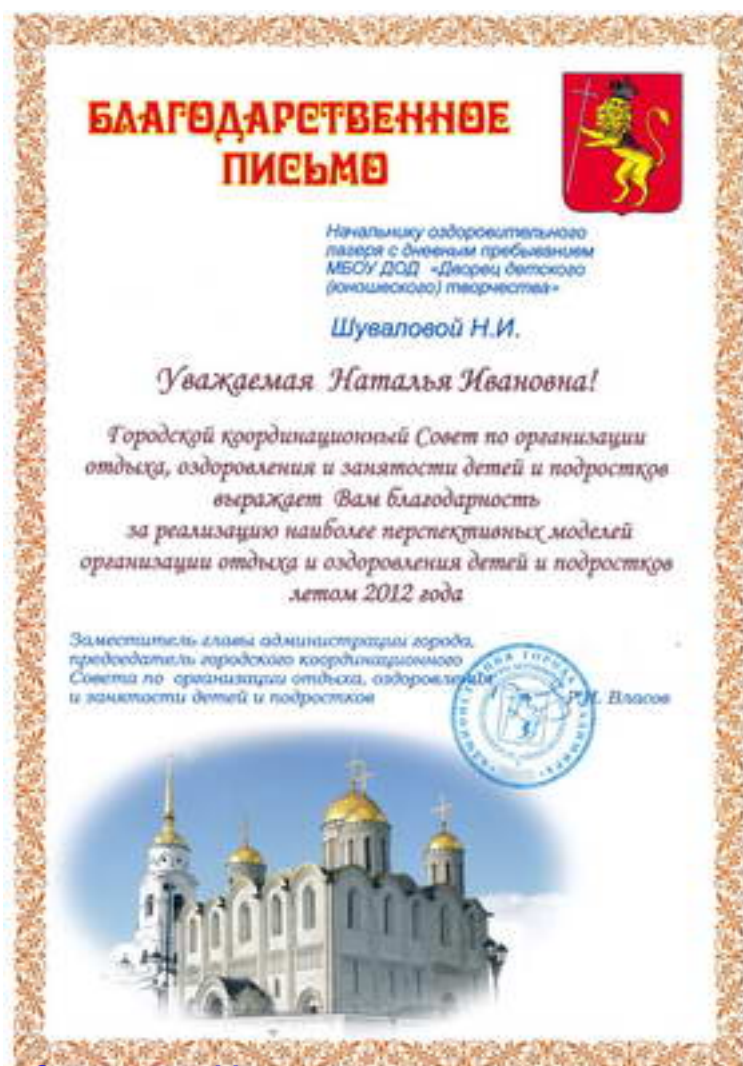 БЛАГОДАРСТВЕННОЕ
ПИСЬМО
Начальнику оздоровительного
лагеря с дневным пребыванием
МБОУ ДОД «Дворец детского
(юношеского) творчества»
Шуваловой Н.И.
Уважаемая Наталья Ивановна!
Городской координационный Совет по организации
отдыха, оздоровления и занятости детей и подростков
выражает Вам благодарность
за реализацию наиболее перспективных моделей
организации отдыха и оздоровления детей и подростков
летом 2012 года
Заместитель главы администрации города,
председатель городского координационного
Совета по организации отдыха, оздоровления
и занятости детей и подростков
Власов
АДМИНИСТРАЦИЯ ГОРОДА ВЛАДИМИРА